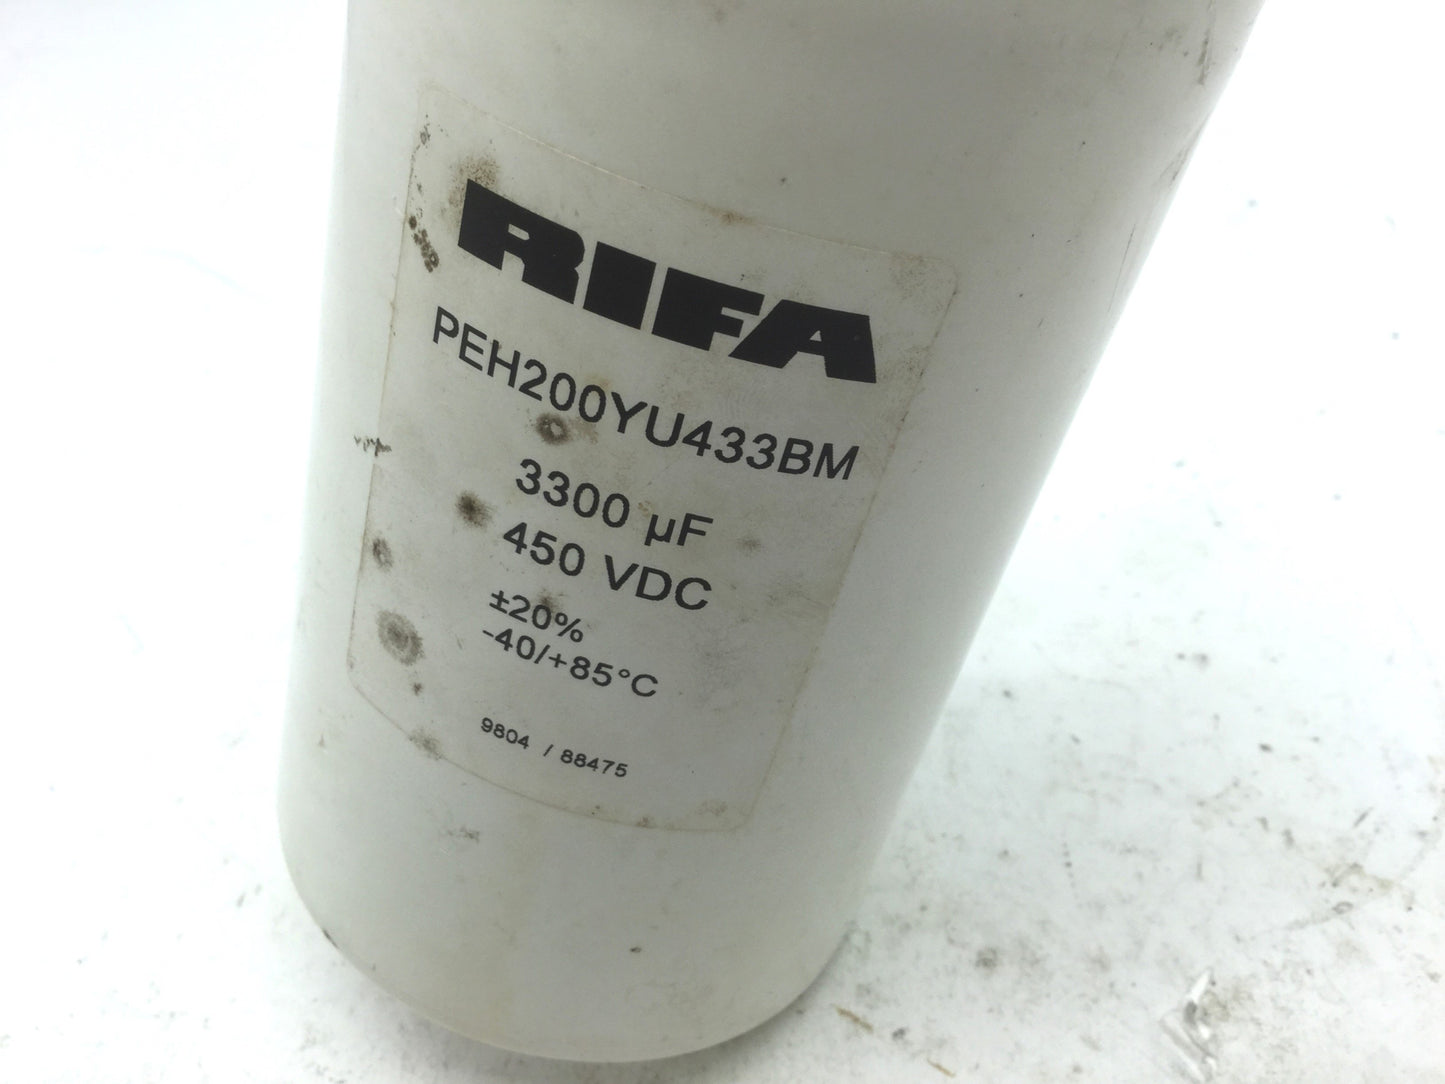 RIFA
PEH200YU433BM
3300 µF
450 VDC
±20%
-40/+85°C
9804 / 88475